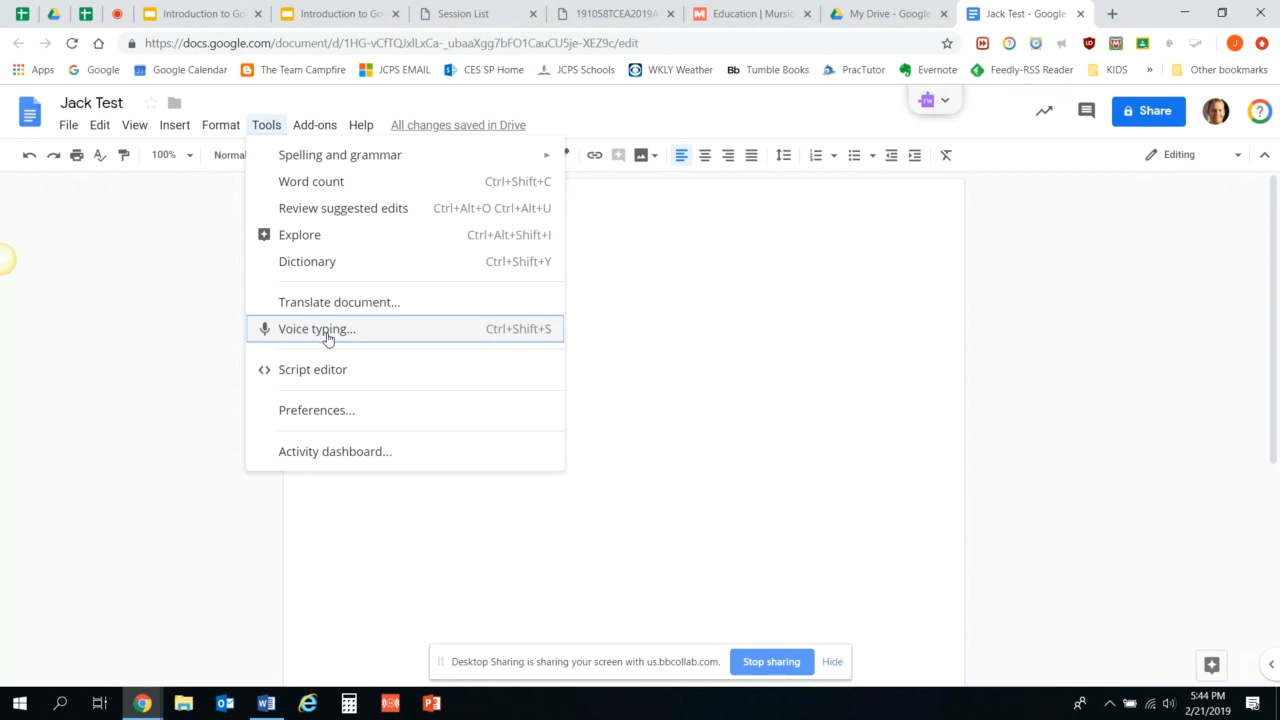 Introduction to Go
Introduction to Go
Session List
191058TCEA2019A
Education | Mursio
My Drive - Google
Jack Test - Google
https://docs.google.com/document/d/1HG-vCfTQJxlLxCa-_ubaaXgg7bFO1CauCU5je-XEZ9c/edit
Apps Google Google Calendar The Team Campfire JCPS EMAIL CES SP Home JCPS Schools WKLY Weather Bb Tumble Books PracTutor Evernote Feedly-RSS Reader KIDS » Other bookmarks
Jack Test
rw
Share
File Edit View Insert Format Tools Add-ons Help All changes saved in Drive
100% Normal
Editing
Spelling and grammar
Word count Ctrl+Shift+C
Review suggested edits Ctrl+Alt+O Ctrl+Alt+U
Explore Ctrl+Alt+Shift+I
Dictionary Ctrl+Shift+Y
Translate document...
Voice typing... Ctrl+Shift+S
Script editor
Preferences...
Activity dashboard...
Desktop Sharing is sharing your screen with us.bbcollab.com. Stop sharing Hide
5:44 PM
2/21/2019